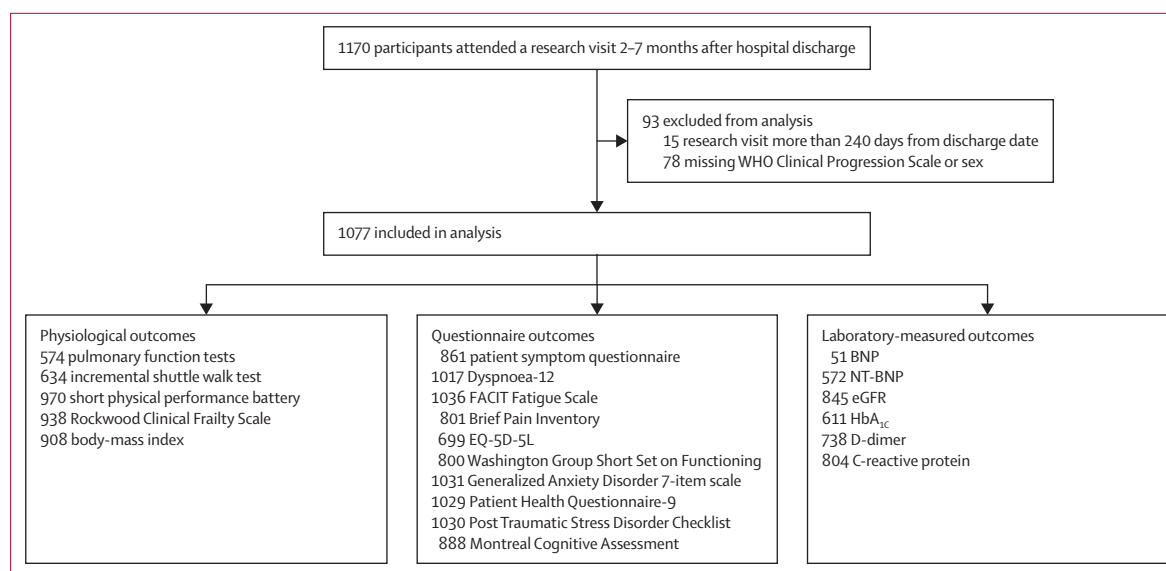 1170 participants attended a research visit 2–7 months after hospital discharge
93 excluded from analysis
15 research visit more than 240 days from discharge date
78 missing WHO Clinical Progression Scale or sex
1077 included in analysis
Physiological outcomes
574 pulmonary function tests
634 incremental shuttle walk test
970 short physical performance battery
938 Rockwood Clinical Frailty Scale
908 body-mass index
Questionnaire outcomes
861 patient symptom questionnaire
1017 Dyspnoea-12
1036 FACIT Fatigue Scale
801 Brief Pain Inventory
699 EQ-5D-5L
800 Washington Group Short Set on Functioning
1031 Generalized Anxiety Disorder 7-item scale
1029 Patient Health Questionnaire-9
1030 Post Traumatic Stress Disorder Checklist
888 Montreal Cognitive Assessment
Laboratory-measured outcomes
51 BNP
572 NT-BNP
845 eGFR
611 HbA1C
738 D-dimer
804 C-reactive protein